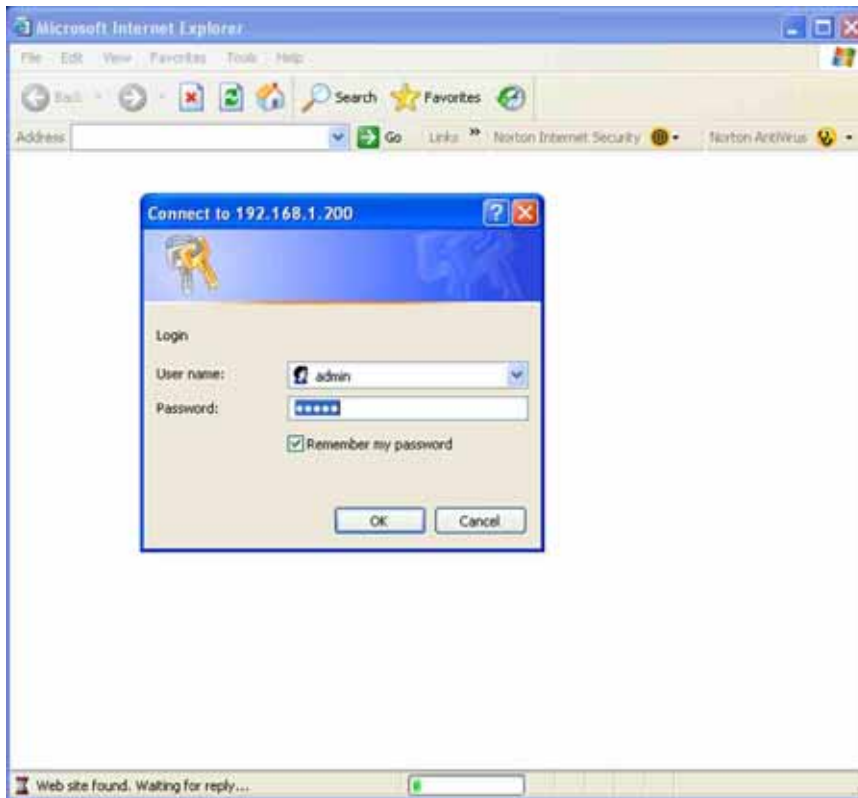 Microsoft Internet Explorer
File Edit View Favorites Tools Help
Back Search Favorites
Address Go Links » Norton Internet Security Norton AntiVirus
Connect to 192.168.1.200
Login
User name: admin
Password: •••••
Remember my password
OK Cancel
Web site found. Waiting for reply...